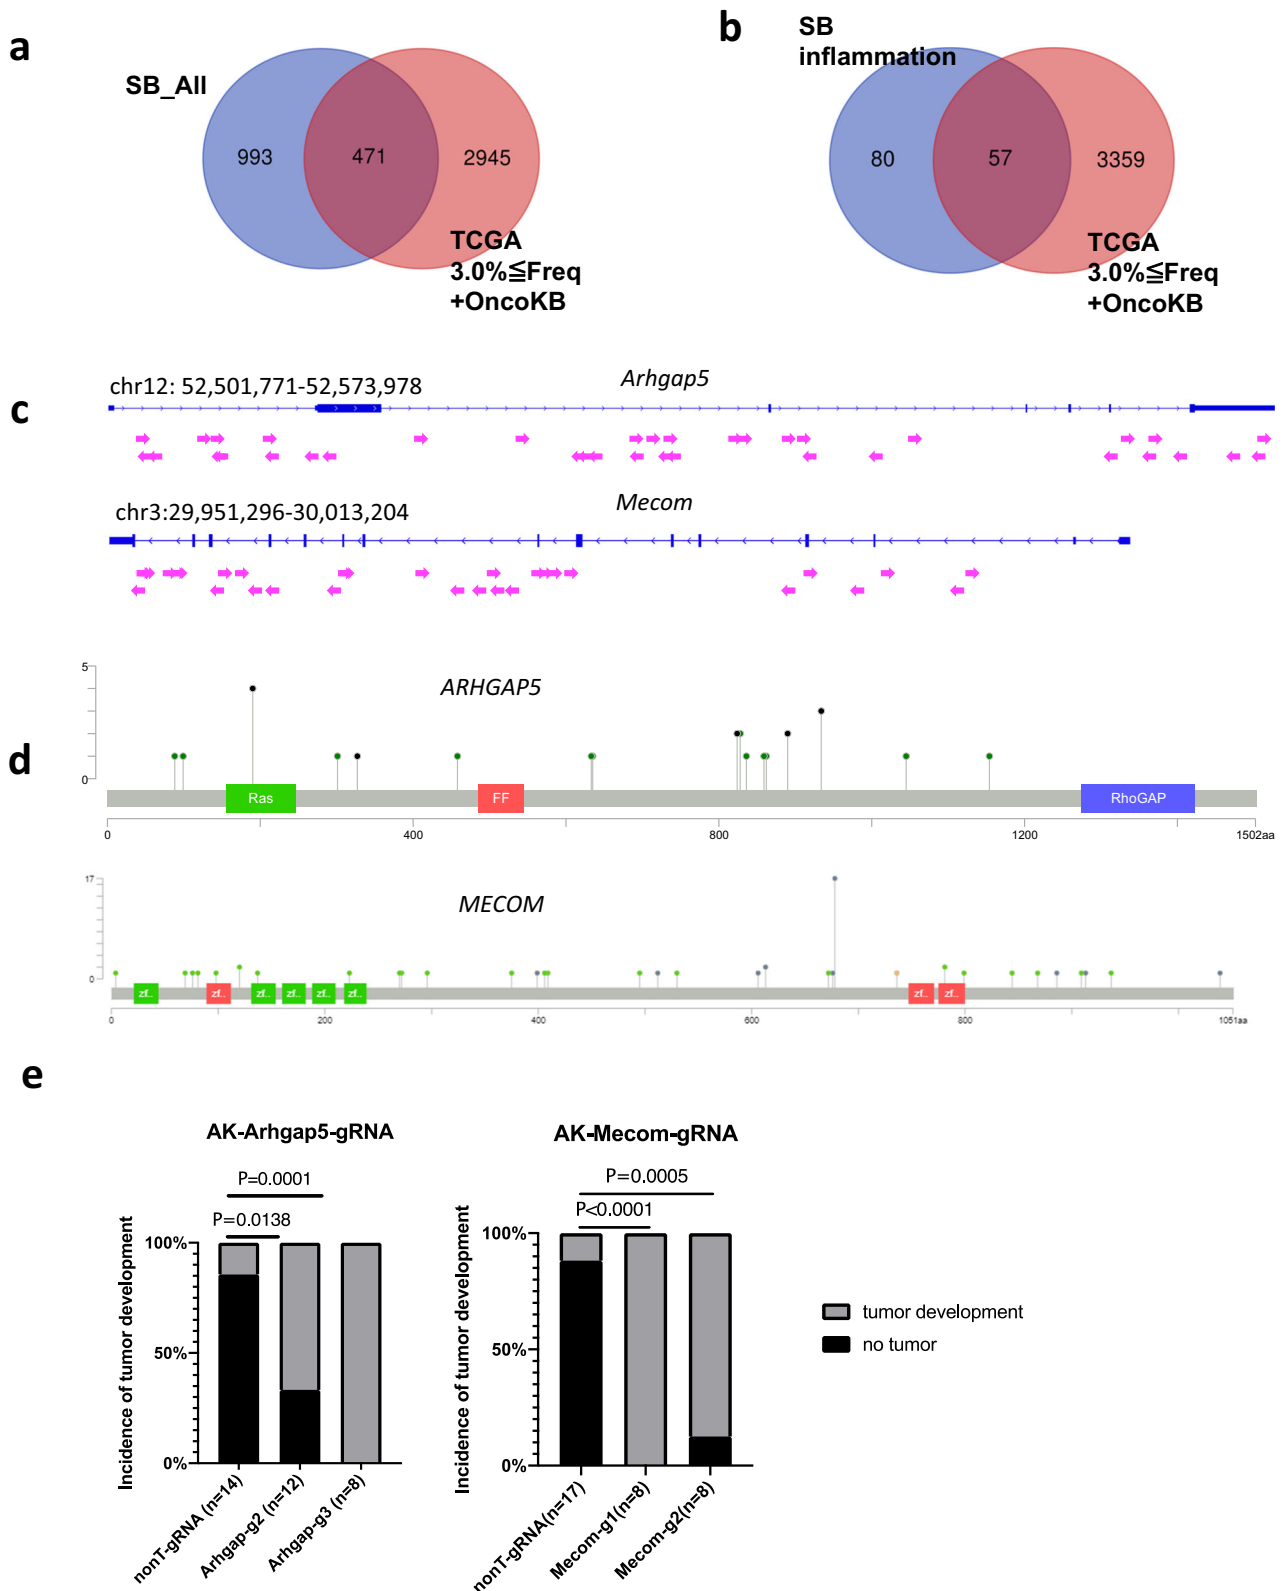 a
SB_All
993
471
2945
TCGA
3.0%≦Freq
+OncoKB
b
SB
inflammation
80
57
3359
TCGA
3.0%≦Freq
+OncoKB
c
chr12: 52,501,771-52,573,978
Arhgap5
chr3:29,951,296-30,013,204
Mecom
d
5
0
ARHGAP5
Ras
FF
RhoGAP
0
400
800
1200
1502aa
17
0
MECOM
zf..
zf..
zf..
zf..
zf..
zf..
zf..
zf..
0
200
400
600
800
1051aa
e
AK-Arhgap5-gRNA
P=0.0001
P=0.0138
Incidence of tumor development
100%
50%
0%
nonT-gRNA (n=14)
Arhgap-g2 (n=12)
Arhgap-g3 (n=8)
AK-Mecom-gRNA
P=0.0005
P<0.0001
Incidence of tumor development
100%
50%
0%
nonT-gRNA(n=17)
Mecom-g1(n=8)
Mecom-g2(n=8)
tumor development
no tumor